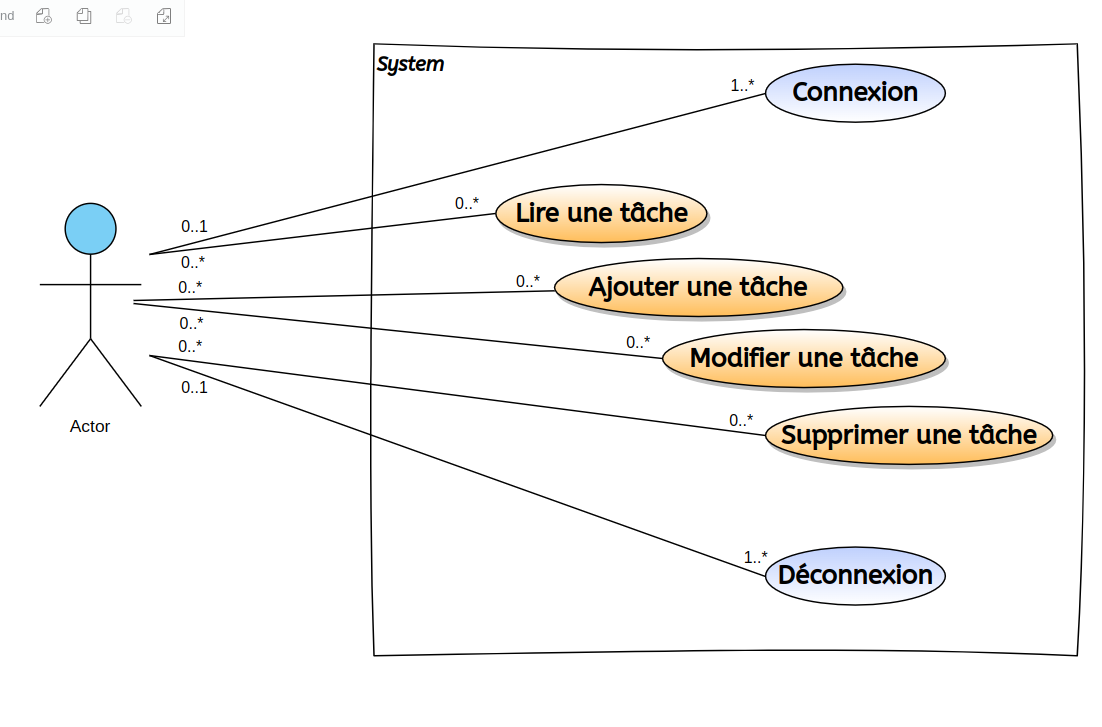 nd
System
1..*
Connexion
0..*
Lire une tâche
0..1
0..*
0..*
0..*
Ajouter une tâche
0..*
0..*
Modifier une tâche
0..*
0..1
0..*
Supprimer une tâche
Actor
1..*
Déconnexion